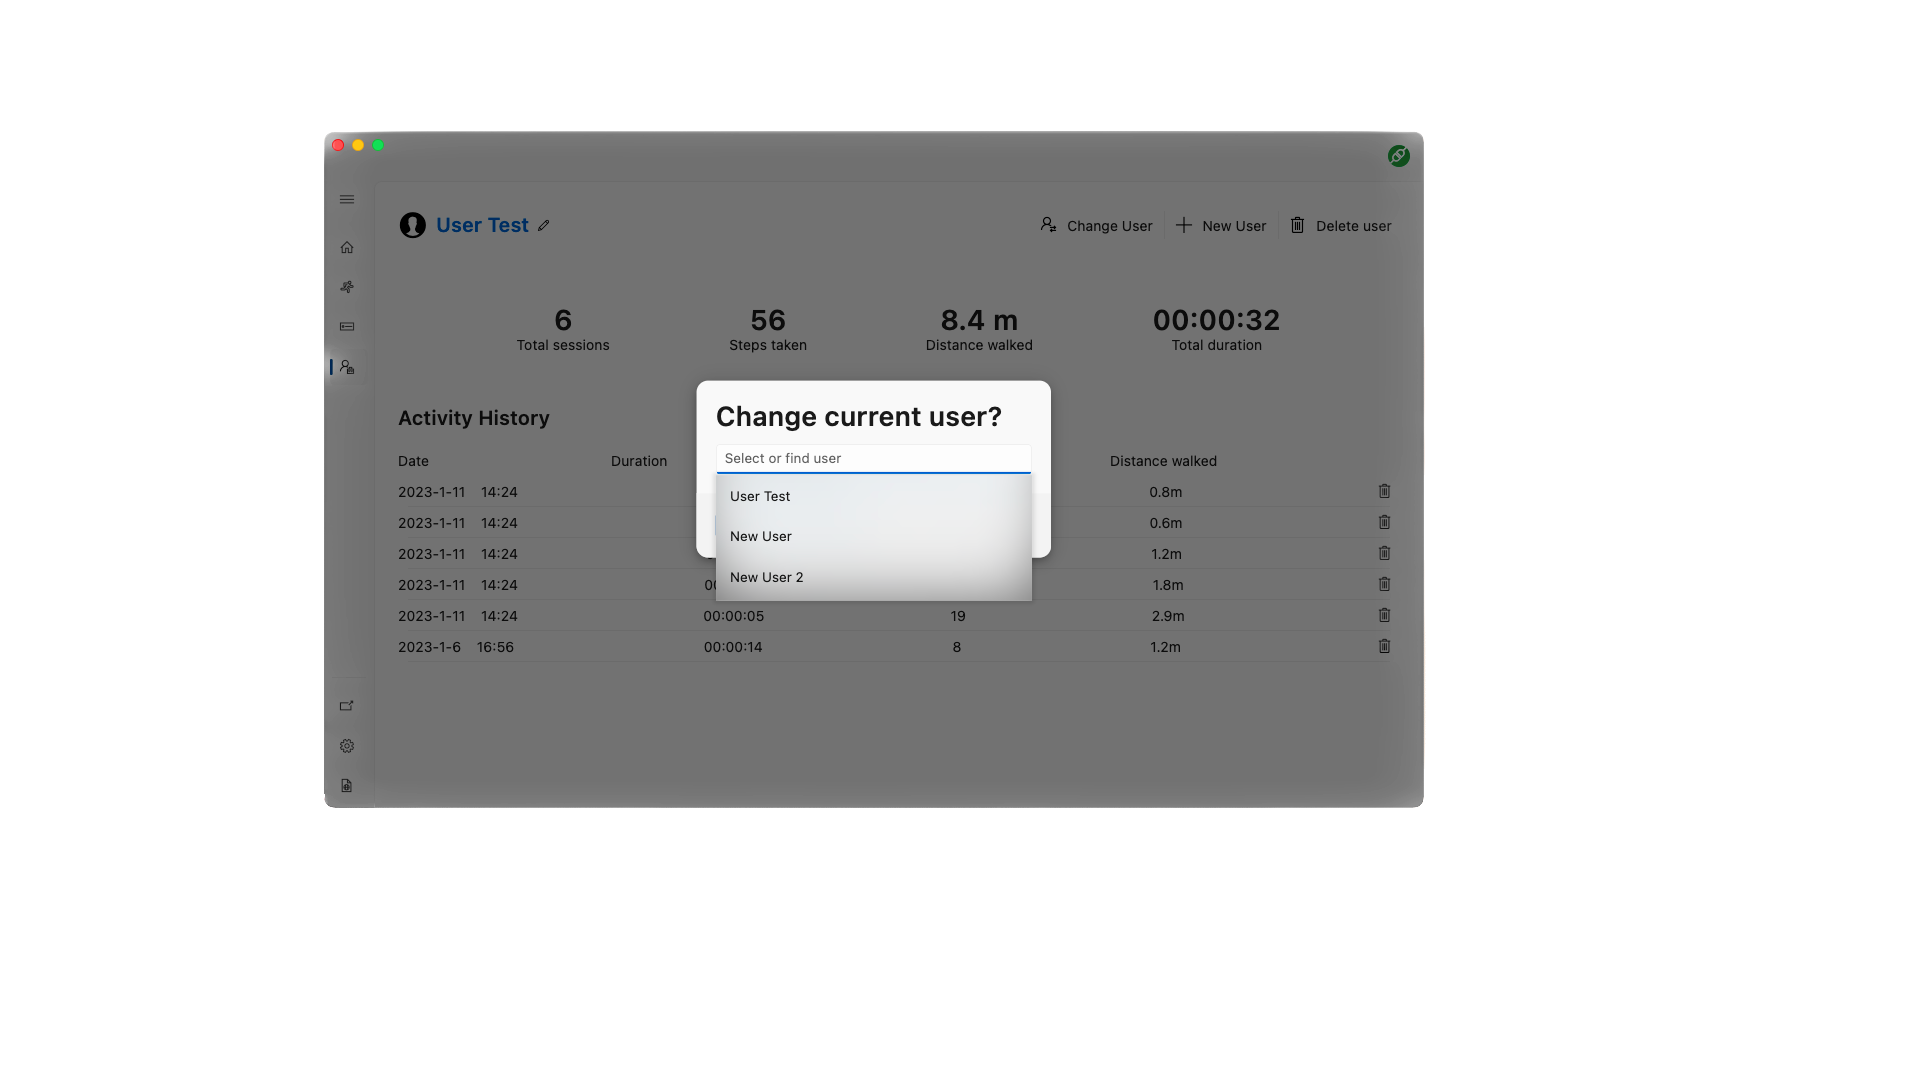 User Test
Change User
New User
Delete user
6
Total sessions
56
Steps taken
8.4 m
Distance walked
00:00:32
Total duration
Activity History
Change current user?
Select or find user
User Test
New User
New User 2
Date Duration Distance walked
2023-1-11 14:24 0.8m
2023-1-11 14:24 0.6m
2023-1-11 14:24 1.2m
2023-1-11 14:24 1.8m
2023-1-11 14:24 00:00:05 19 2.9m
2023-1-6 16:56 00:00:14 8 1.2m